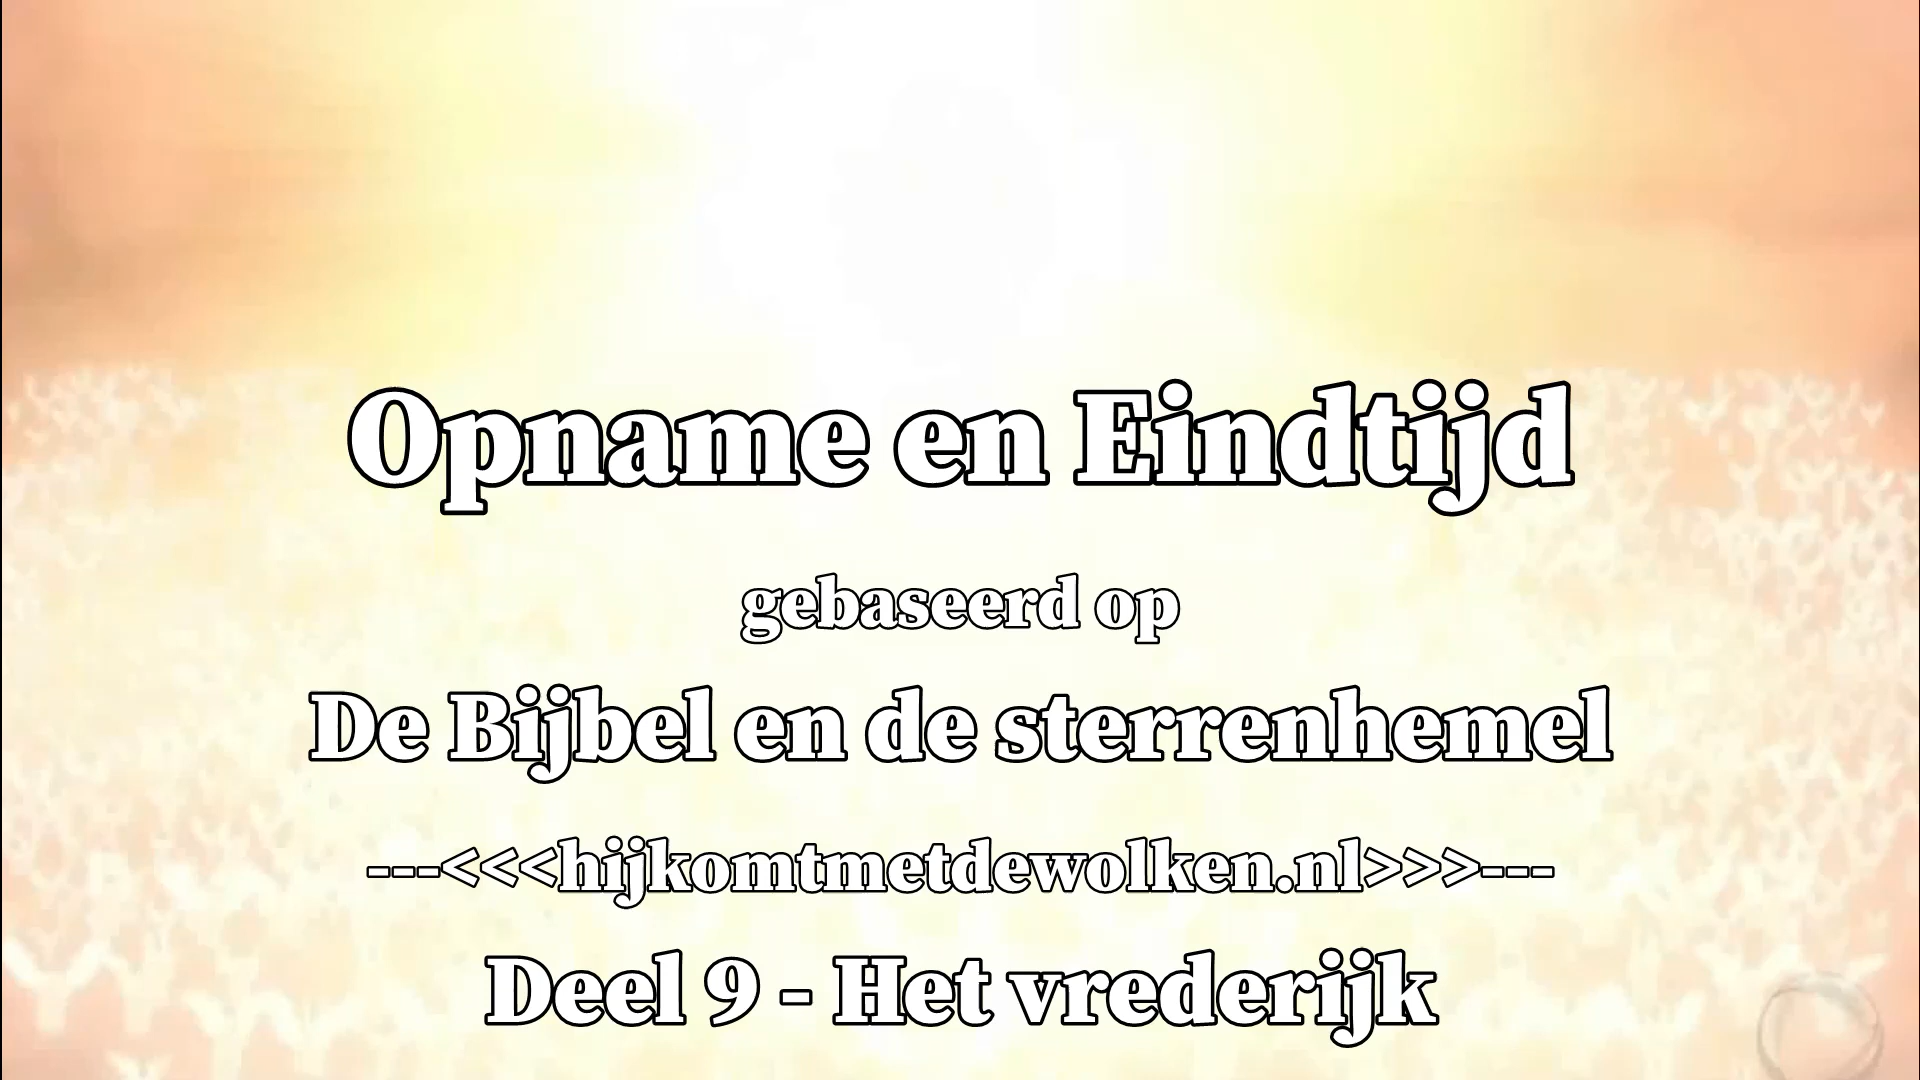 Opname en Eindtijd
gebaseerd op
De Bijbel en de sterrenhemel
---<<<hijkomtmetdewolken.nl>>>---
Deel 9 - Het vrederijk